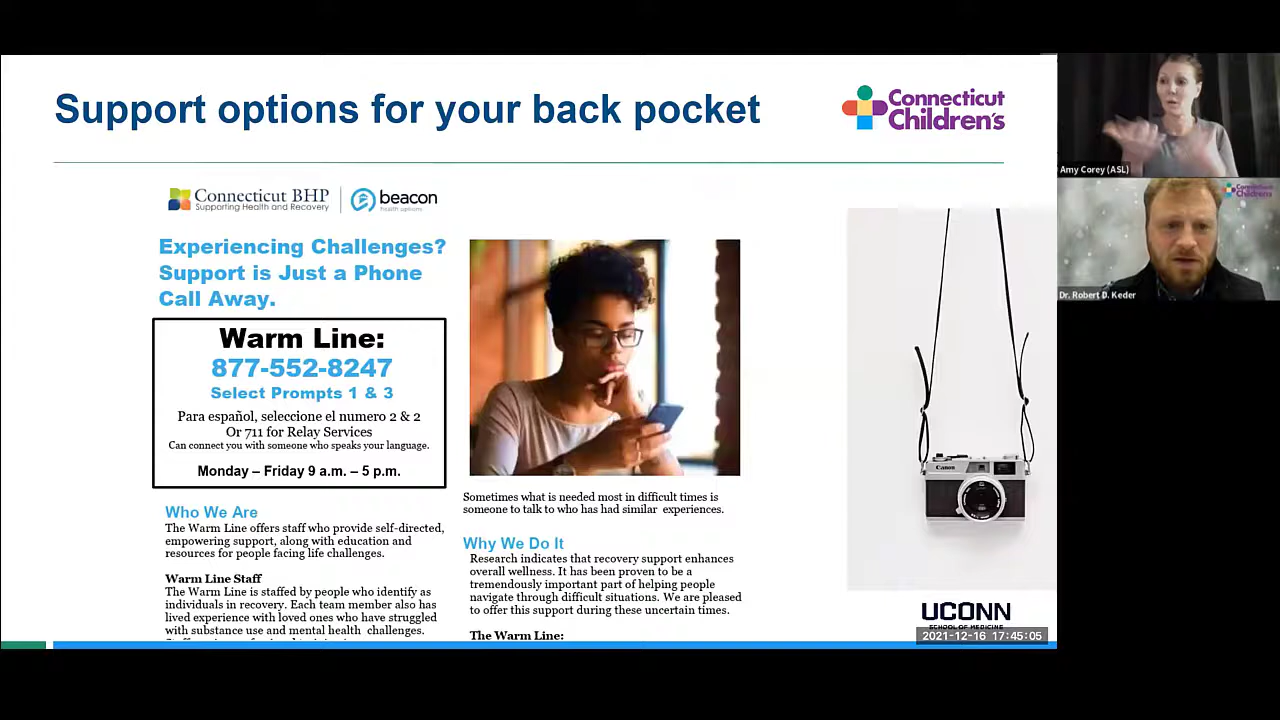 Support options for your back pocket
Connecticut
Children's
Connecticut BHP
Supporting Health and Recovery
beacon
health options
Experiencing Challenges?
Support is Just a Phone
Call Away.
Warm Line:
877-552-8247
Select Prompts 1 & 3
Para español, seleccione el numero 2 & 2
Or 711 for Relay Services
Can connect you with someone who speaks your language.
Monday – Friday 9 a.m. – 5 p.m.
Who We Are
The Warm Line offers staff who provide self-directed,
empowering support, along with education and
resources for people facing life challenges.
Warm Line Staff
The Warm Line is staffed by people who identify as
individuals in recovery. Each team member also has
lived experience with loved ones who have struggled
with substance use and mental health challenges.
Sometimes what is needed most in difficult times is
someone to talk to who has had similar experiences.
Why We Do It
Research indicates that recovery support enhances
overall wellness. It has been proven to be a
tremendously important part of helping people
navigate through difficult situations. We are pleased
to offer this support during these uncertain times.
The Warm Line:
Canon
UCONN
SCHOOL OF MEDICINE
2021-12-16 17:45:05
Amy Corey (ASL)
Connecticut
Children's
Dr. Robert D. Keder